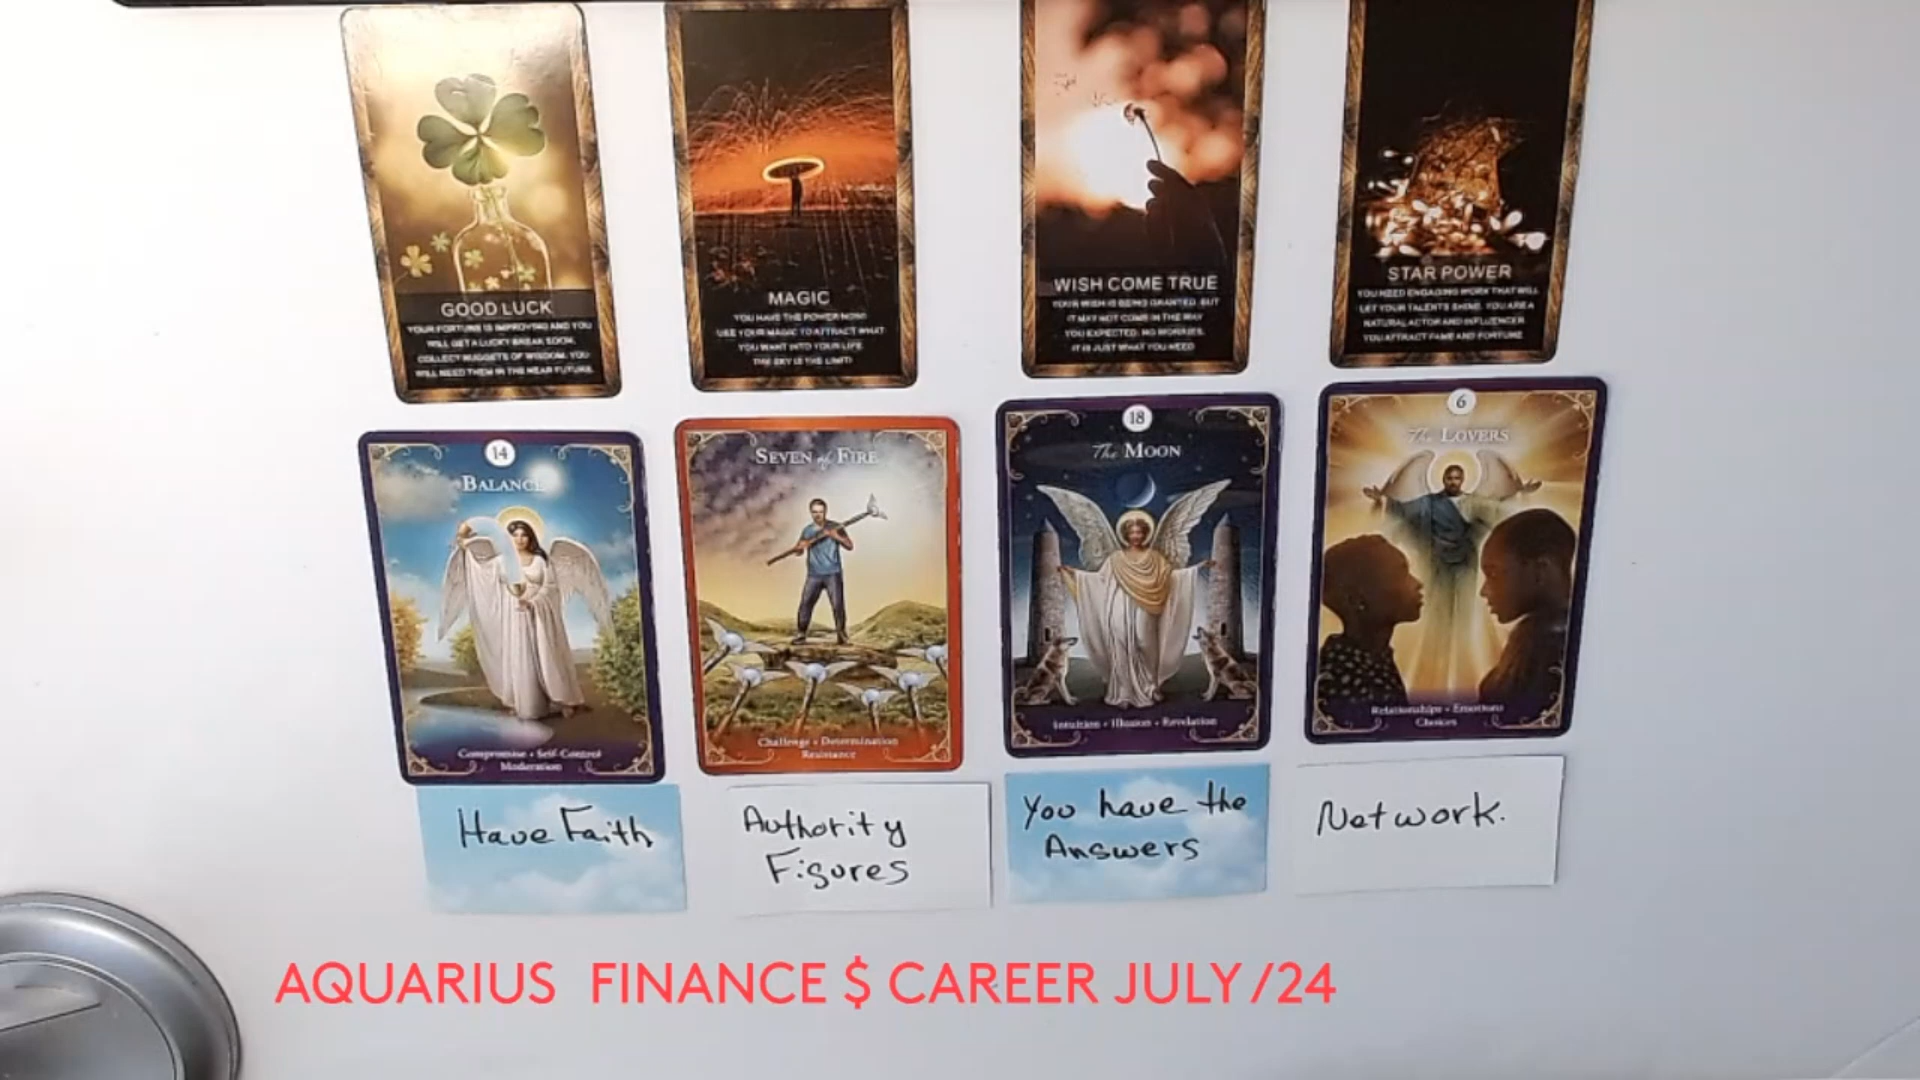 GOOD LUCK
YOUR FORTUNE IS IMPROVING AND YOU
WILL GET A LUCKY BREAK SOON.
COLLECT NUGGETS OF WISDOM. YOU
WILL NEED THEM IN THE NEAR FUTURE.
MAGIC
YOU HAVE THE POWER NOW!
USE YOUR MAGIC TO ATTRACT WHAT
YOU WANT INTO YOUR LIFE
THE SKY IS THE LIMIT!
WISH COME TRUE
YOUR WISH IS BEING GRANTED. BUT
IT MAY NOT COME IN THE WAY
YOU EXPECTED. NO WORRIES.
IT IS JUST WHAT YOU NEED
STAR POWER
YOU NEED ENGAGING WORK THAT WILL
LET YOUR TALENTS SHINE. YOU ARE A
NATURAL ACTOR AND INFLUENCER
YOU ATTRACT FAME AND FORTUNE
14
BALANCE
Compromise • Self-Control
Moderation
SEVEN of FIRE
Challenge • Determination
Resistance
18
The MOON
Intuition • Illusion • Revelation
6
The LOVERS
Relationships • Emotions
Choices
Have Faith
Authority
Figures
You have the
Answers
Network.
AQUARIUS FINANCE $ CAREER JULY/24